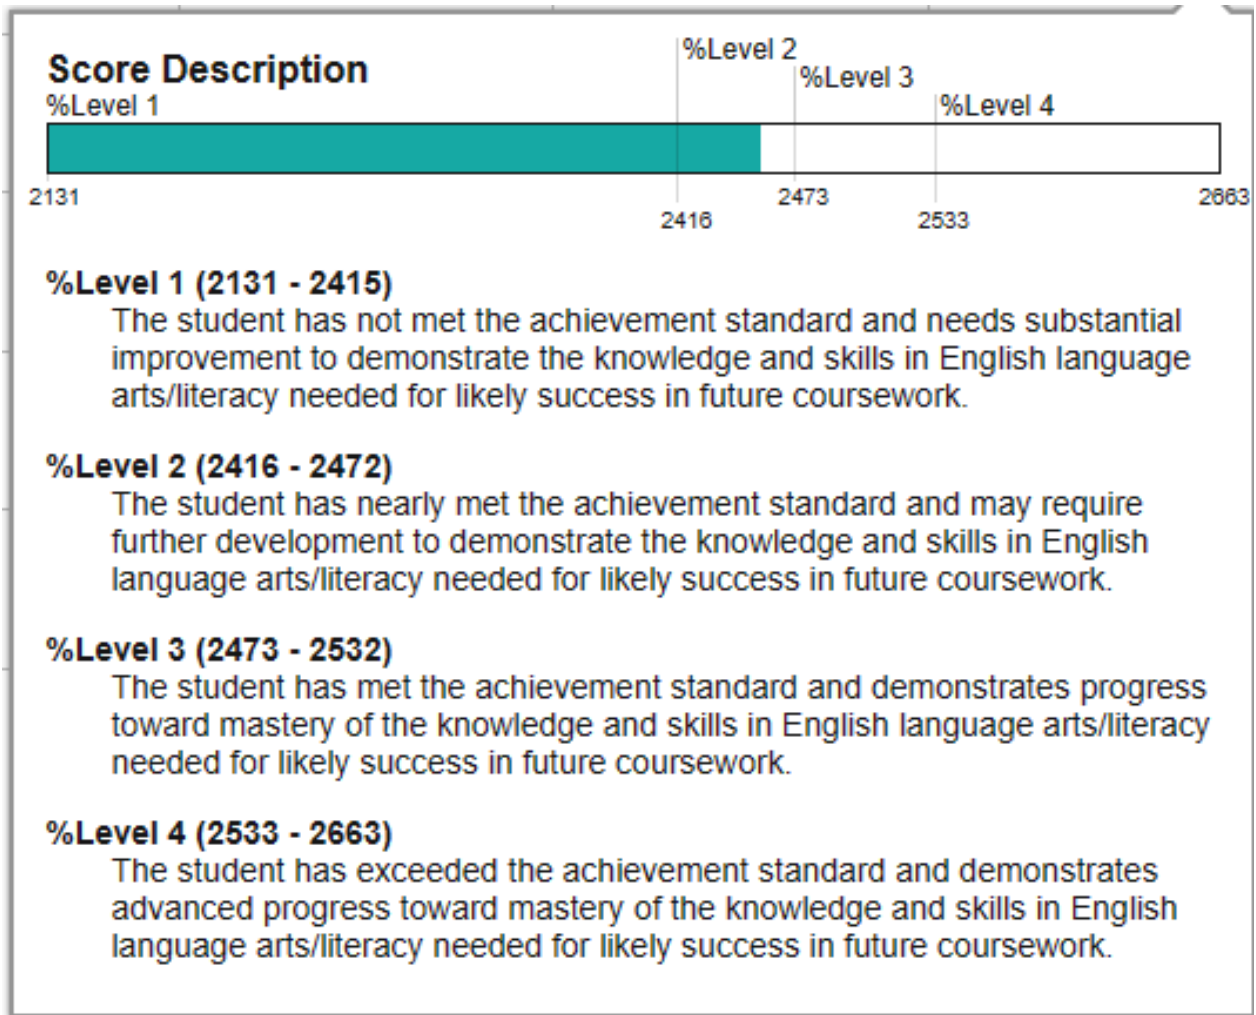 %Level 2
Score Description
%Level 3
%Level 1
%Level 4
2131
2473
2663
2416
2533
%Level 1 (2131 - 2415)
The student has not met the achievement standard and needs substantial
improvement to demonstrate the knowledge and skills in English language
arts/literacy needed for likely success in future coursework.
%Level 2 (2416 - 2472)
The student has nearly met the achievement standard and may require
further development to demonstrate the knowledge and skills in English
language arts/literacy needed for likely success in future coursework.
%Level 3 (2473 - 2532)
The student has met the achievement standard and demonstrates progress
toward mastery of the knowledge and skills in English language arts/literacy
needed for likely success in future coursework.
%Level 4 (2533 - 2663)
The student has exceeded the achievement standard and demonstrates
advanced progress toward mastery of the knowledge and skills in English
language arts/literacy needed for likely success in future coursework.